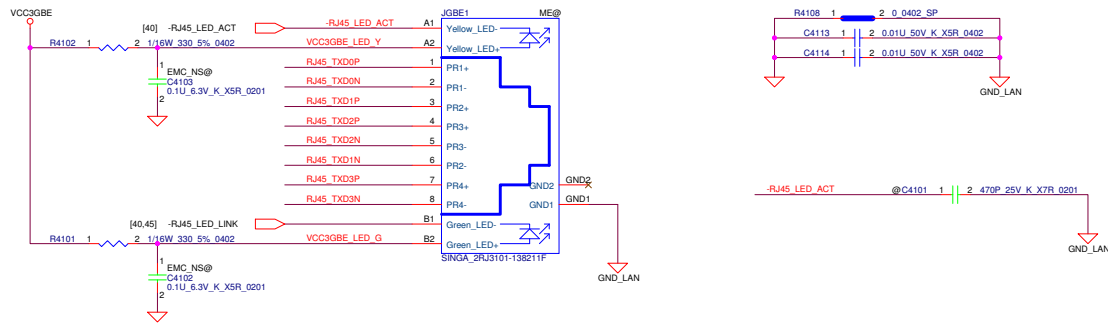 VCC3GBE
[40] -RJ45_LED_ACT
-RJ45_LED_ACT
R4102 1 2 1/16W_330_5%_0402
VCC3GBE_LED_Y
1
EMC_NS@
C4103
0.1U_6.3V_K_X5R_0201
2
JGBE1 ME@
A1 Yellow_LED-
A2 Yellow_LED+
RJ45_TXD0P 1 PR1+
RJ45_TXD0N 2 PR1-
RJ45_TXD1P 3 PR2+
RJ45_TXD2P 4 PR3+
RJ45_TXD2N 5 PR3-
RJ45_TXD1N 6 PR2-
RJ45_TXD3P 7 PR4+
RJ45_TXD3N 8 PR4-
GND2 GND2
GND1 GND1
B1 Green_LED-
B2 Green_LED+
SINGA_2RJ3101-138211F
GND_LAN
[40,45] -RJ45_LED_LINK
R4101 1 2 1/16W_330_5%_0402
VCC3GBE_LED_G
1
EMC_NS@
C4102
0.1U_6.3V_K_X5R_0201
2
R4108 1 2 0_0402_SP
C4113 1 2 0.01U_50V_K_X5R_0402
C4114 1 2 0.01U_50V_K_X5R_0402
GND_LAN
-RJ45_LED_ACT @C4101 1 2 470P_25V_K_X7R_0201
GND_LAN